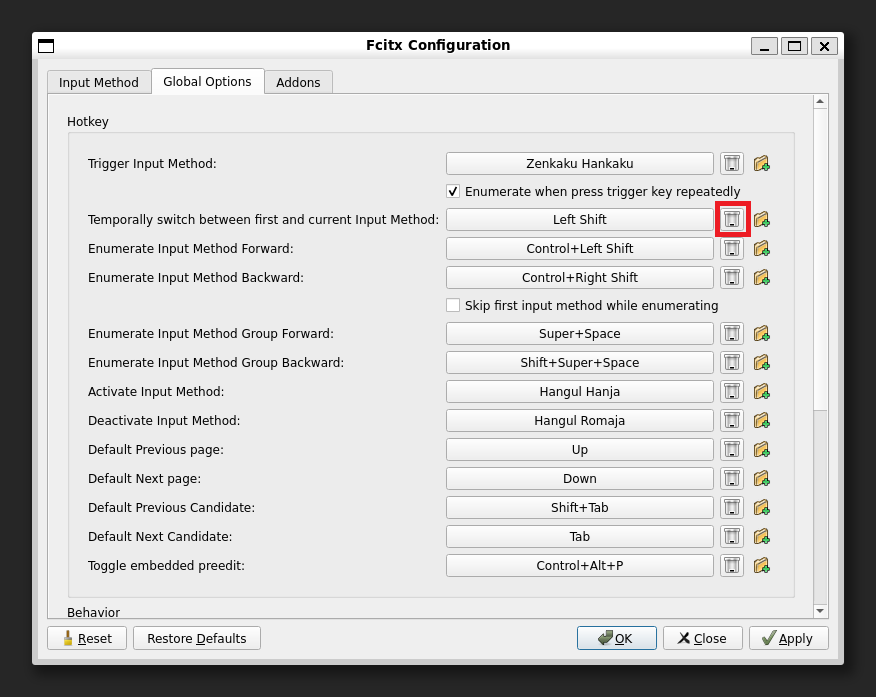 Fcitx Configuration
Input Method
Global Options
Addons
Hotkey
Trigger Input Method:
Zenkaku Hankaku
Enumerate when press trigger key repeatedly
Temporally switch between first and current Input Method:
Left Shift
Enumerate Input Method Forward:
Control+Left Shift
Enumerate Input Method Backward:
Control+Right Shift
Skip first input method while enumerating
Enumerate Input Method Group Forward:
Super+Space
Enumerate Input Method Group Backward:
Shift+Super+Space
Activate Input Method:
Hangul Hanja
Deactivate Input Method:
Hangul Romaja
Default Previous page:
Up
Default Next page:
Down
Default Previous Candidate:
Shift+Tab
Default Next Candidate:
Tab
Toggle embedded preedit:
Control+Alt+P
Behavior
Reset
Restore Defaults
OK
Close
Apply